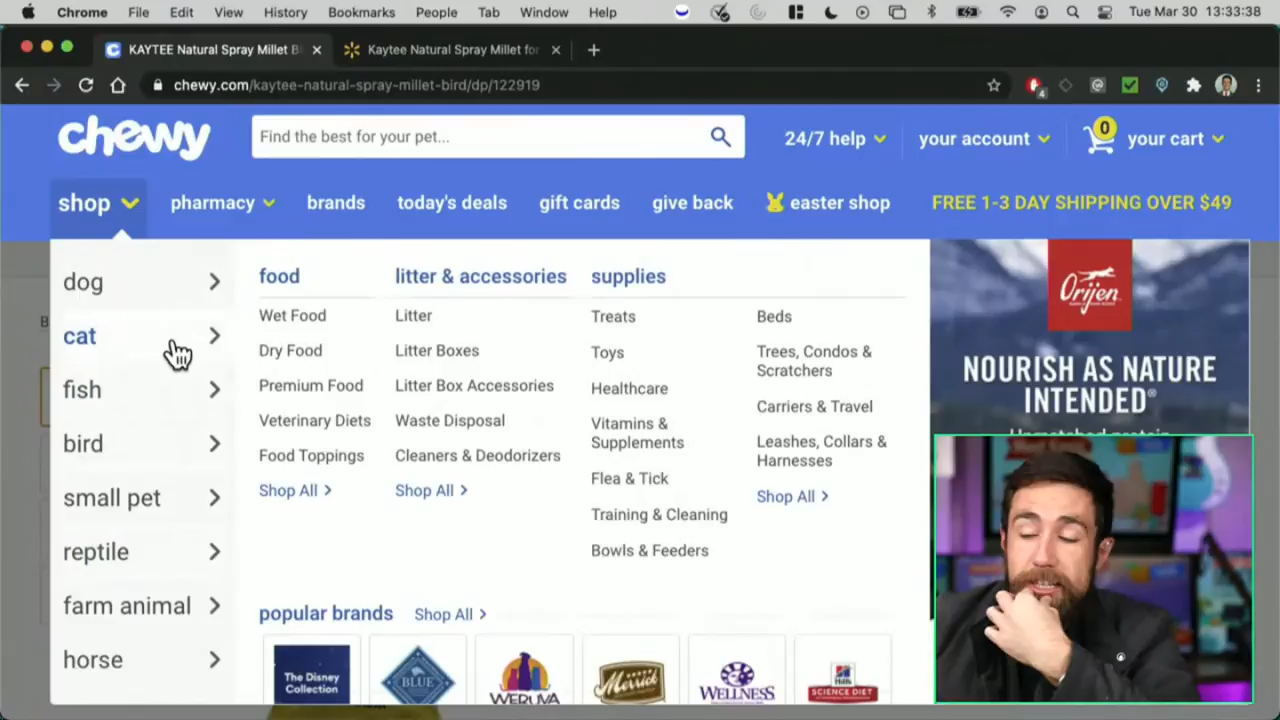 Chrome File Edit View History Bookmarks People Tab Window Help Tue Mar 30 13:33:38
KAYTEE Natural Spray Millet B
Kaytee Natural Spray Millet for
chewy.com/kaytee-natural-spray-millet-bird/dp/122919
4
chewy
Find the best for your pet...
24/7 help
your account
0
your cart
shop
pharmacy
brands
today's deals
gift cards
give back
easter shop
FREE 1-3 DAY SHIPPING OVER $49
dog
cat
fish
bird
small pet
reptile
farm animal
horse
food
Wet Food
Dry Food
Premium Food
Veterinary Diets
Food Toppings
Shop All
litter & accessories
Litter
Litter Boxes
Litter Box Accessories
Waste Disposal
Cleaners & Deodorizers
Shop All
supplies
Treats
Toys
Healthcare
Vitamins &
Supplements
Flea & Tick
Training & Cleaning
Bowls & Feeders
Beds
Trees, Condos &
Scratchers
Carriers & Travel
Leashes, Collars &
Harnesses
Shop All
popular brands Shop All
The Disney
Collection
BLUE
WERUVA
Merrick
WELLNESS
Hill's
SCIENCE DIET
Orijen
NOURISH AS NATURE
INTENDED